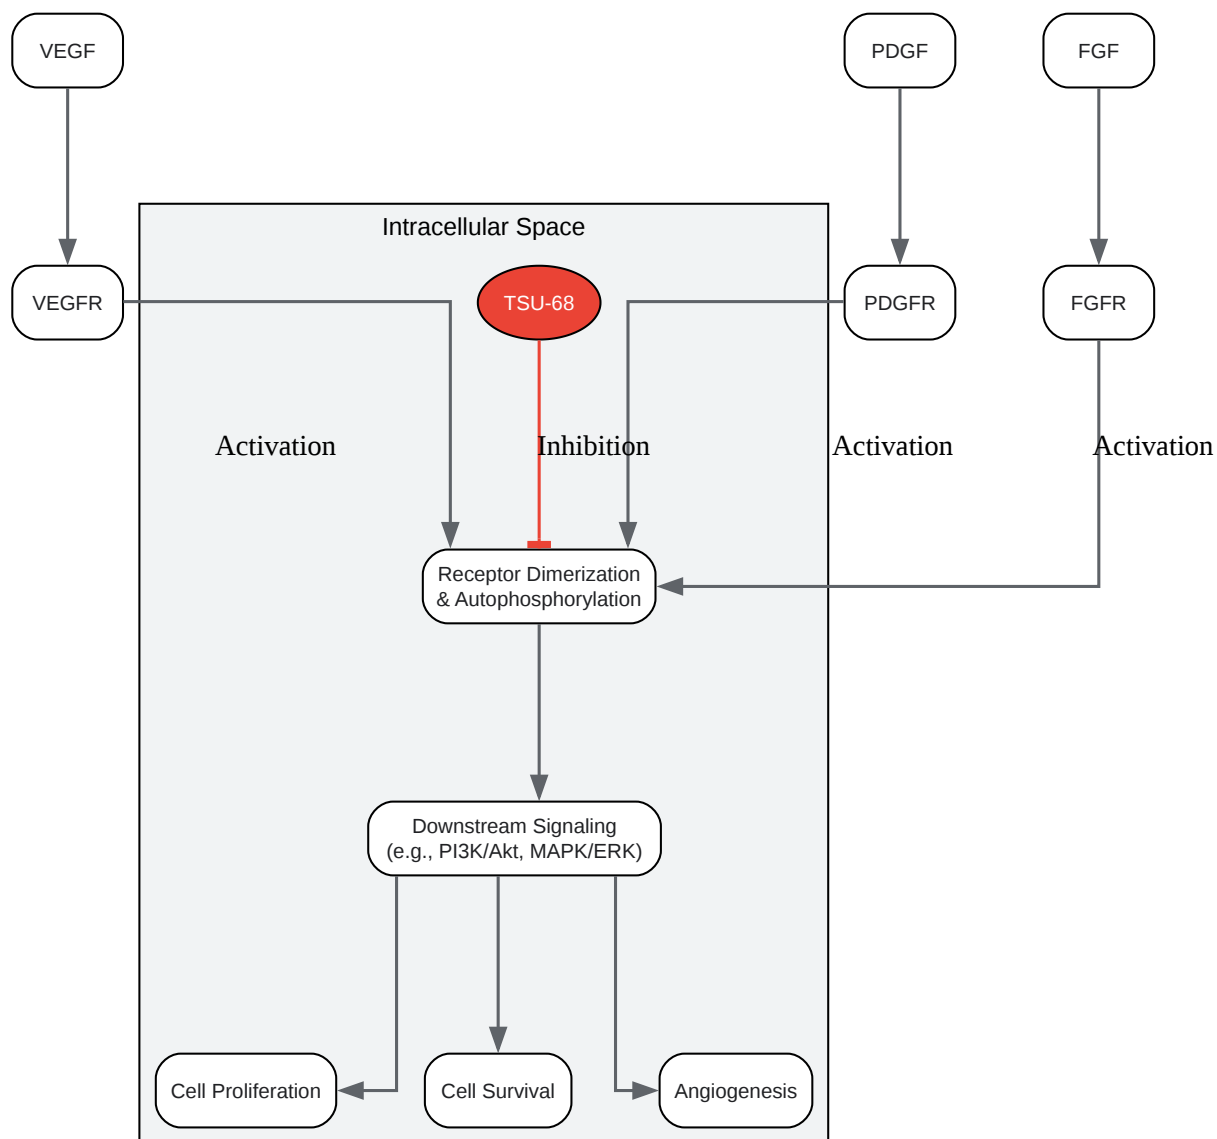 VEGF
PDGF
FGF
Intracellular Space
VEGFR
TSU-68
PDGFR
FGFR
Activation
Inhibition
Activation
Activation
Receptor Dimerization
& Autophosphorylation
Downstream Signaling
(e.g., PI3K/Akt, MAPK/ERK)
Cell Proliferation
Cell Survival
Angiogenesis